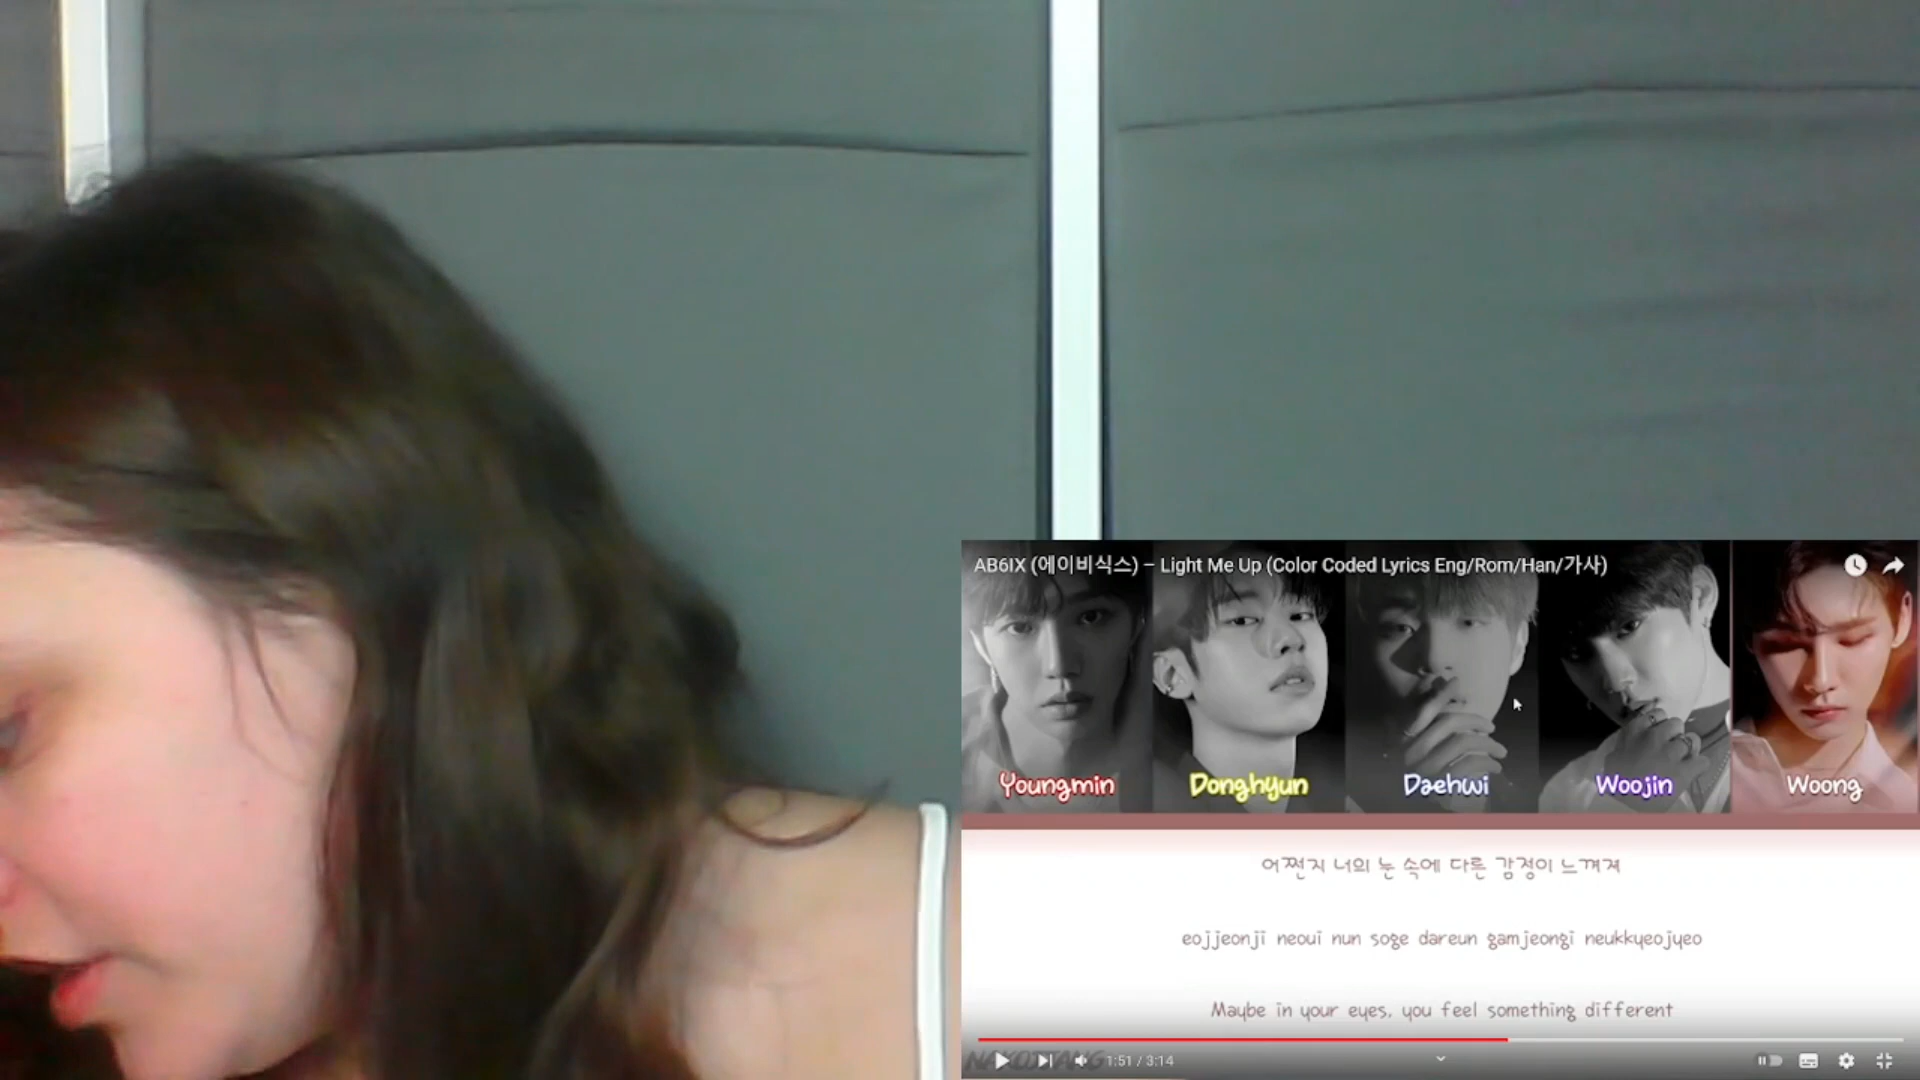 AB6IX (에이비식스) – Light Me Up (Color Coded Lyrics Eng/Rom/Han/가사)
Youngmin Donghyun Daehwi Woojin Woong
어쩐지 너의 눈 속에 다른 감정이 느껴져
eojjeonji neoui nun soge dareun gamjeongi neukkyeojyeo
Maybe in your eyes, you feel something different
1:51 / 3:14